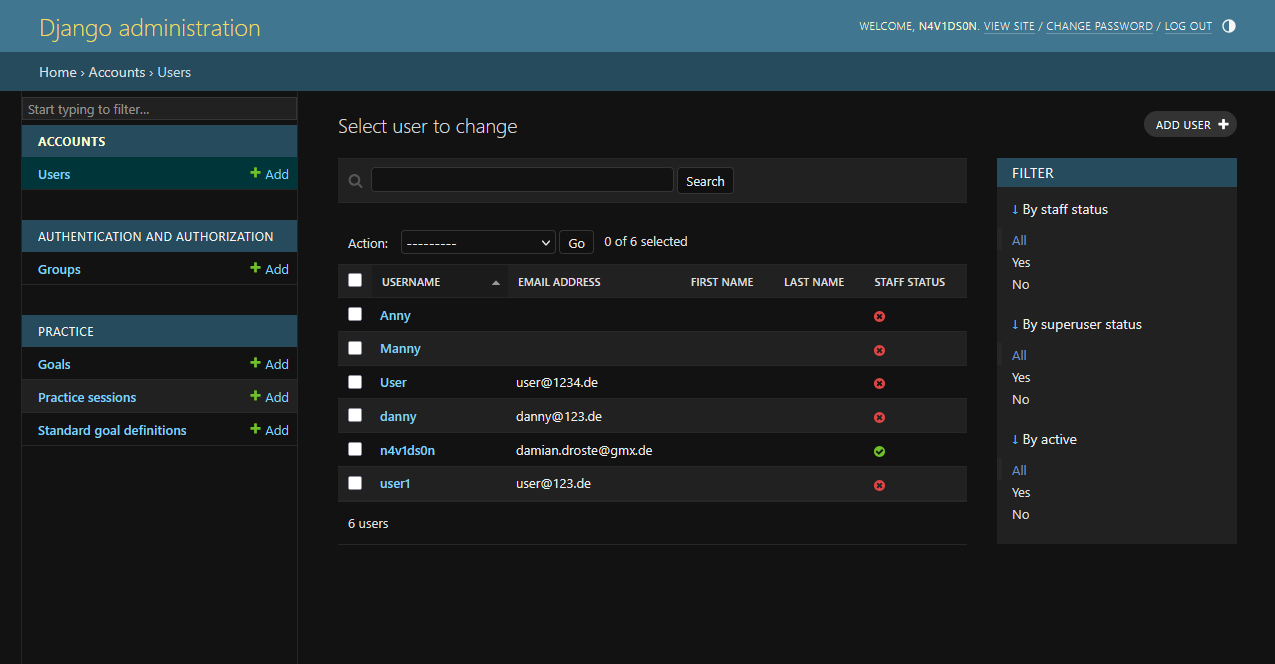 Django administration
WELCOME, N4V1DS0N. VIEW SITE / CHANGE PASSWORD / LOG OUT
Home › Accounts › Users
Start typing to filter...
ACCOUNTS
Users Add
AUTHENTICATION AND AUTHORIZATION
Groups Add
PRACTICE
Goals Add
Practice sessions Add
Standard goal definitions Add
Select user to change
ADD USER
Search
Action: --------- Go 0 of 6 selected
USERNAME EMAIL ADDRESS FIRST NAME LAST NAME STAFF STATUS
Anny
Manny
User user@1234.de
danny danny@123.de
n4v1ds0n damian.droste@gmx.de
user1 user@123.de
6 users
FILTER
↓ By staff status
All
Yes
No
↓ By superuser status
All
Yes
No
↓ By active
All
Yes
No